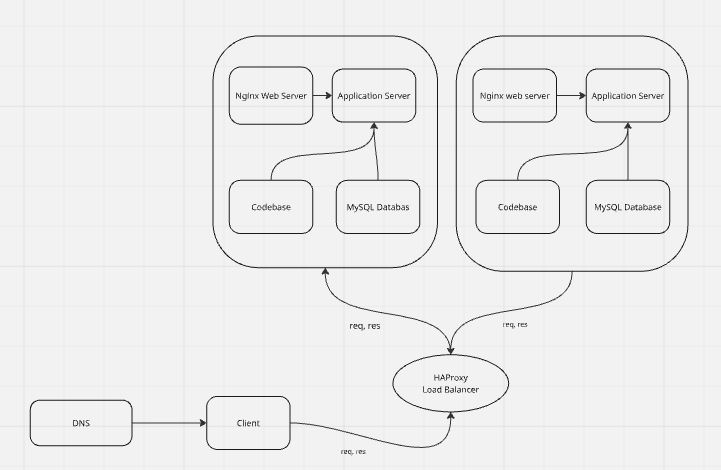 Nginx Web Server
Application Server
Nginx web server
Application Server
Codebase
MySQL Databas
Codebase
MySQL Database
req, res
req, res
HAProxy
Load Balancer
DNS
Client
req, res